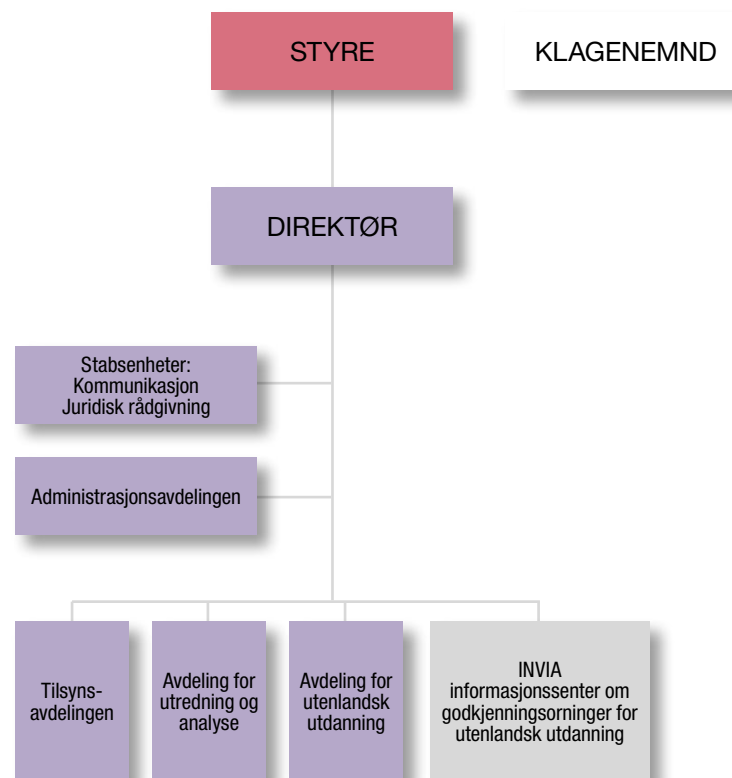 STYRE
KLAGENEMND
DIREKTØR
Stabsenheter:
Kommunikasjon
Juridisk rådgivning
Administrasjonsavdelingen
Tilsyns-
avdelingen
Avdeling for
utredning og
analyse
Avdeling for
utenlandsk
utdanning
INVIA
informasjonssenter om
godkjenningsorninger for
utenlandsk utdanning